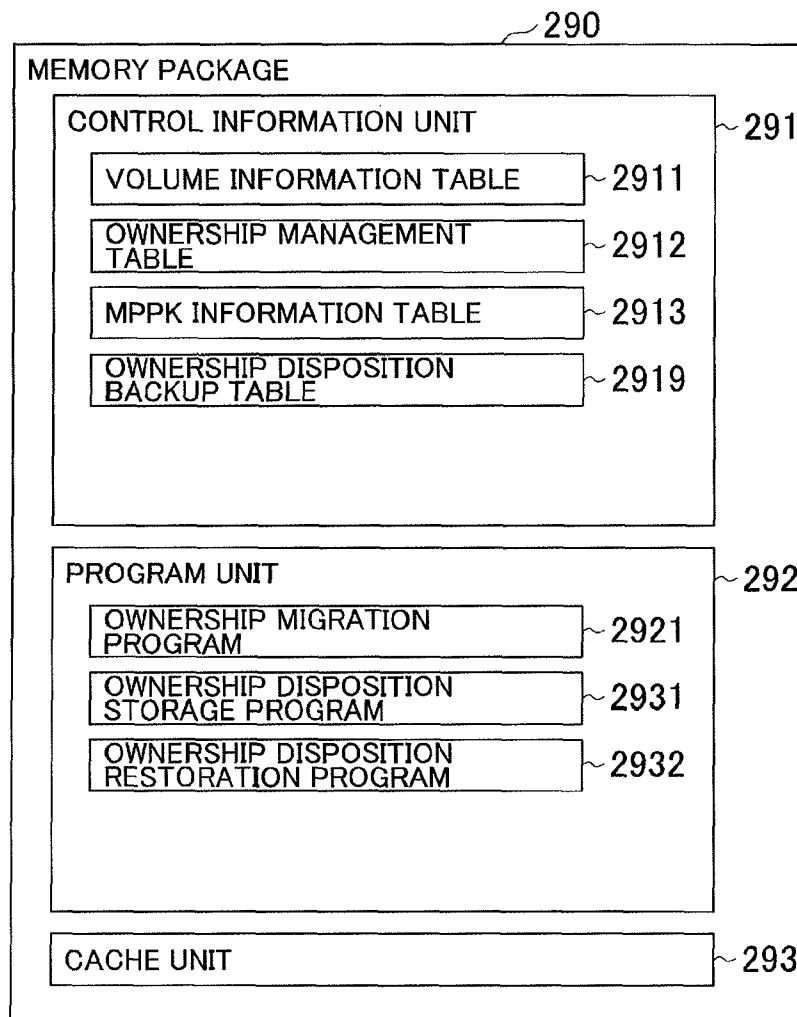 290
MEMORY PACKAGE
CONTROL INFORMATION UNIT
291
VOLUME INFORMATION TABLE
2911
OWNERSHIP MANAGEMENT
TABLE
2912
MPPK INFORMATION TABLE
2913
OWNERSHIP DISPOSITION
BACKUP TABLE
2919
PROGRAM UNIT
292
OWNERSHIP MIGRATION
PROGRAM
2921
OWNERSHIP DISPOSITION
STORAGE PROGRAM
2931
OWNERSHIP DISPOSITION
RESTORATION PROGRAM
2932
CACHE UNIT
293